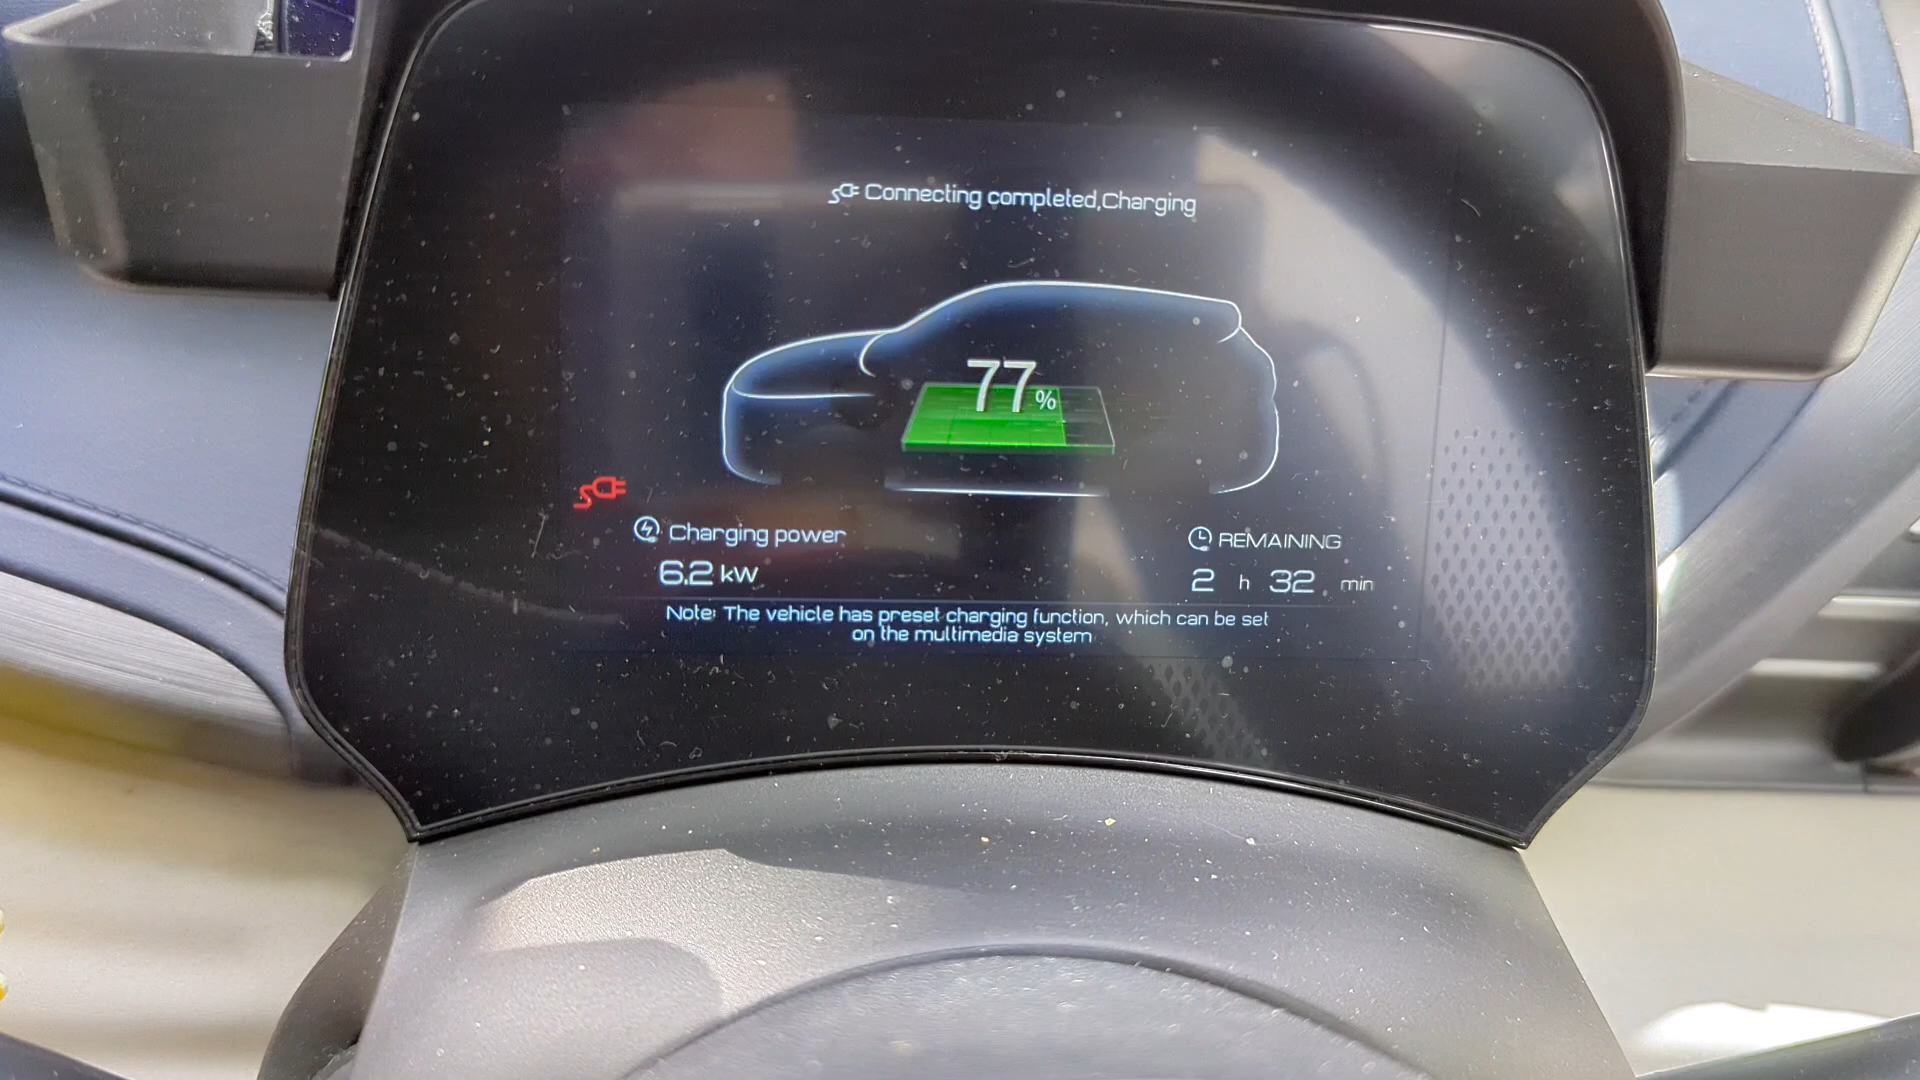 Connecting completed,Charging
77%
Charging power
6.2 kW
REMAINING
2 h 32 min
Note: The vehicle has preset charging function, which can be set
on the multimedia system